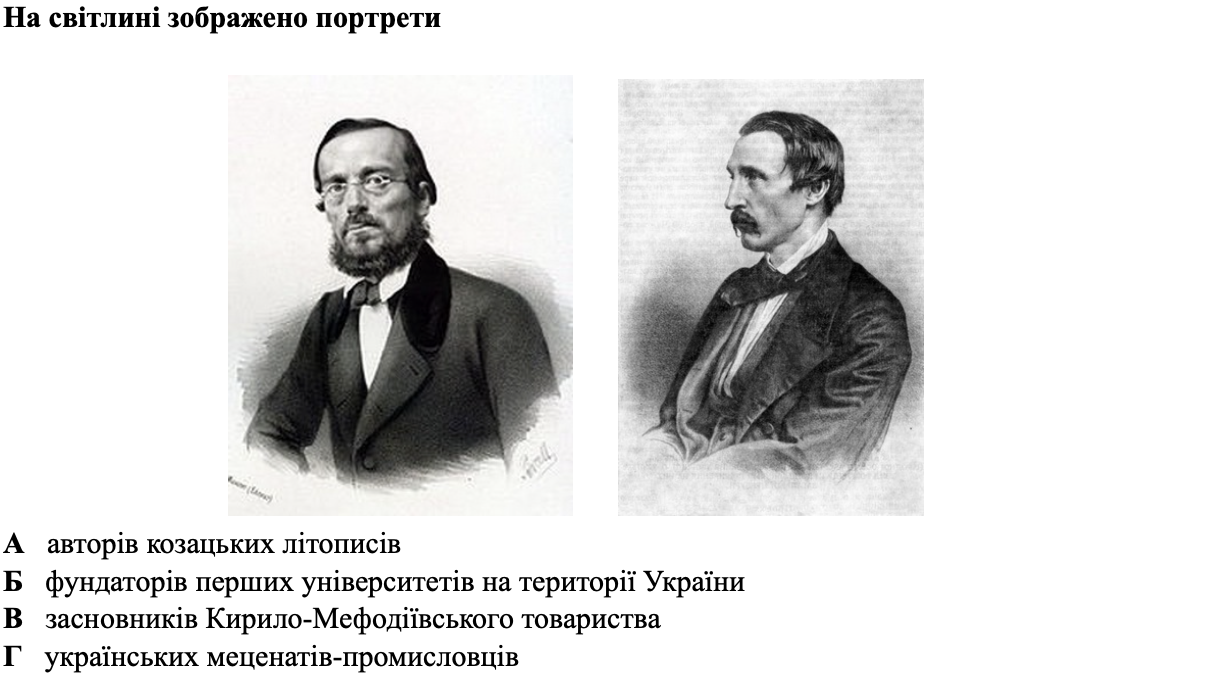 На світлині зображено портрети
А авторів козацьких літописів
Б фундаторів перших університетів на території України
В засновників Кирило-Мефодіївського товариства
Г українських меценатів-промисловців